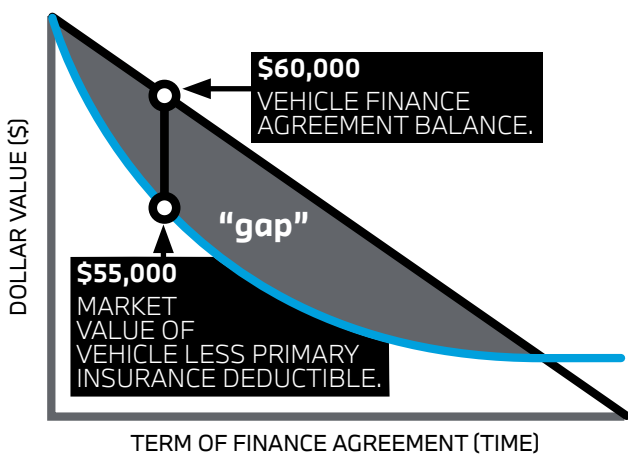 $60,000
VEHICLE FINANCE
AGREEMENT BALANCE.
DOLLAR VALUE ($)
“gap”
$55,000
MARKET
VALUE OF
VEHICLE LESS PRIMARY
INSURANCE DEDUCTIBLE.
TERM OF FINANCE AGREEMENT (TIME)